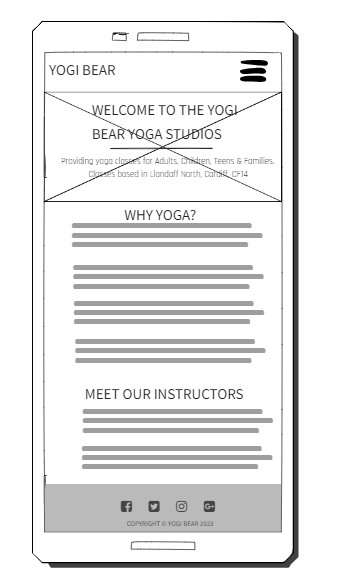 YOGI BEAR
WELCOME TO THE YOGI
BEAR YOGA STUDIOS
Providing yoga classes for Adults, Children, Teens & Families.
Classes based in Llandaff North, Cardiff, CF14
WHY YOGA?
MEET OUR INSTRUCTORS
COPYRIGHT © YOGI BEAR 2023